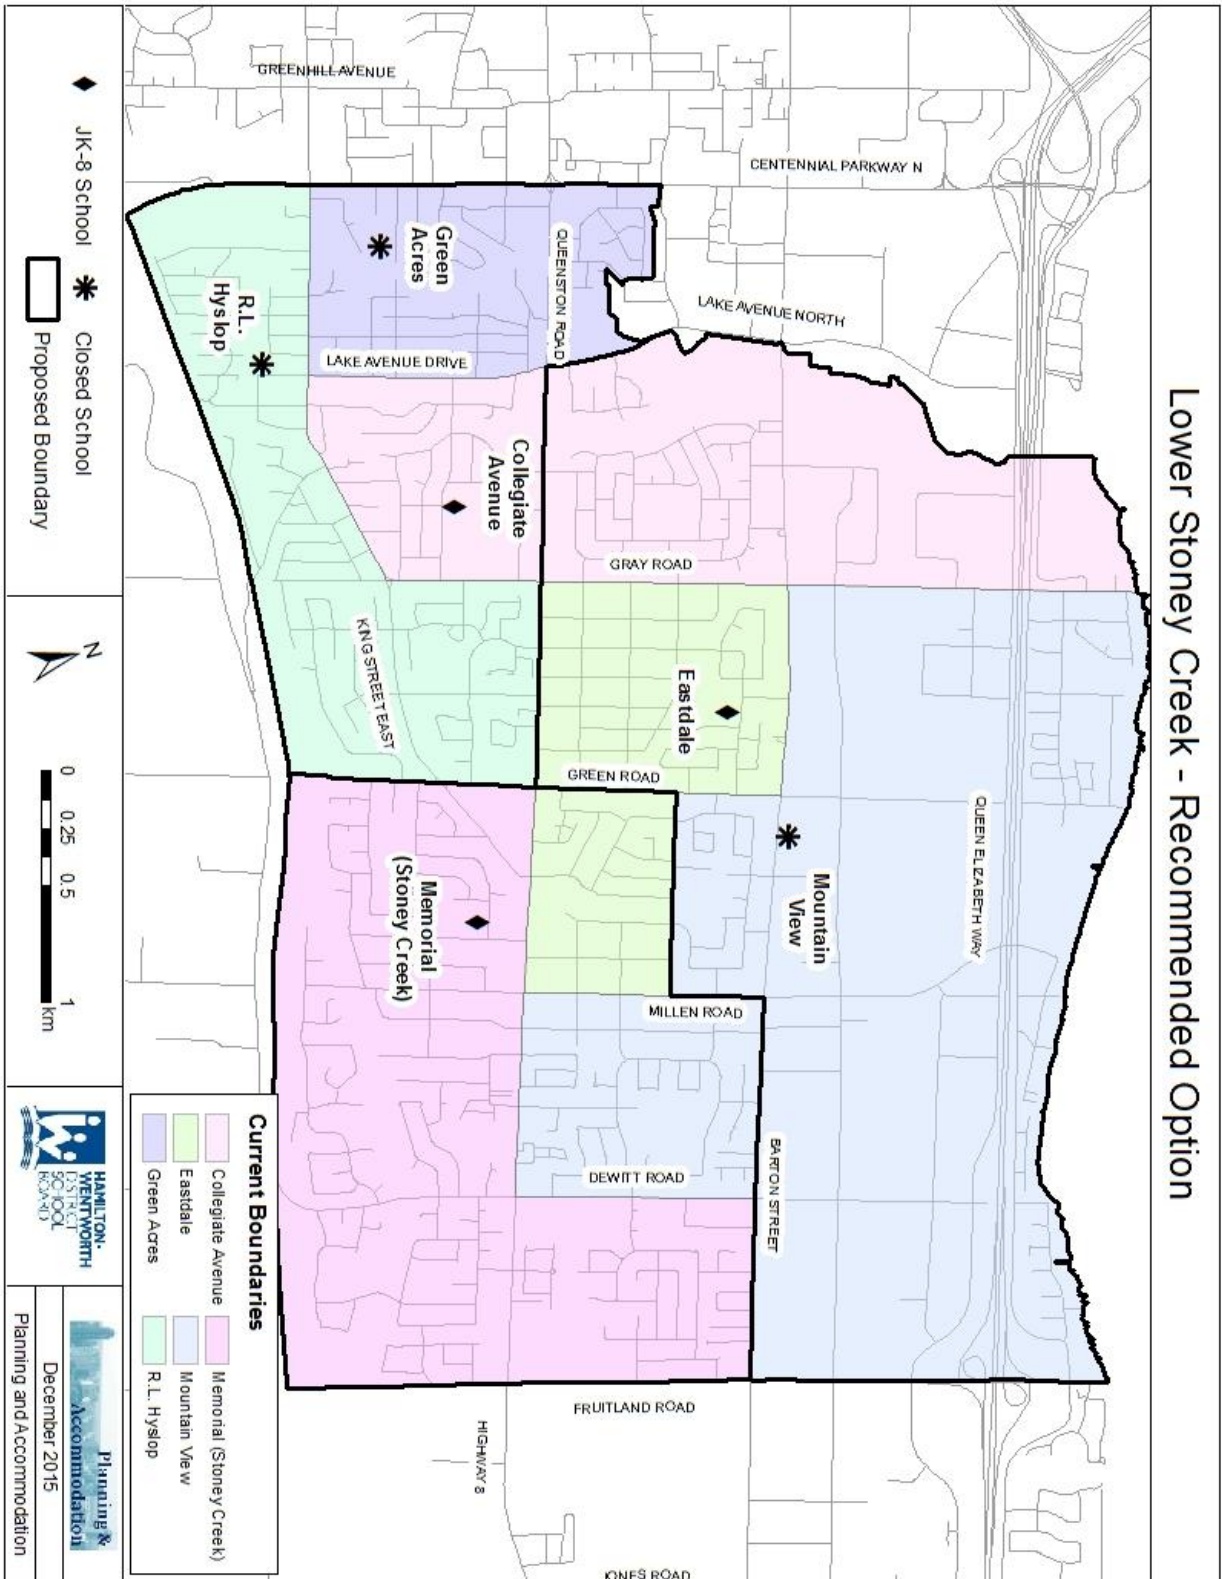 Lower Stoney Creek - Recommended Option
CENTENNIAL PARKWAY N
GREENHILL AVENUE
LAKE AVENUE NORTH
QUEENSTON ROAD
Green
Acres
LAKE AVENUE DRIVE
R.L.
Hyslop
Collegiate
Avenue
GRAY ROAD
KING STREET EAST
Eastdale
GREEN ROAD
QUEEN ELIZABETH WAY
Mountain
View
Memorial
(Stoney Creek)
MILLEN ROAD
BARTON STREET
DEWITT ROAD
FRUITLAND ROAD
HIGHWAY 8
JONES ROAD
Current Boundaries
Collegiate Avenue
Memorial (Stoney Creek)
Eastdale
Mountain View
Green Acres
R.L. Hyslop
JK-8 School
Closed School
Proposed Boundary
N
0 0.25 0.5 1
km
HAMILTON-
WENTWORTH
DISTRICT
SCHOOL
BOARD
Planning &
Accommodation
December 2015
Planning and Accommodation